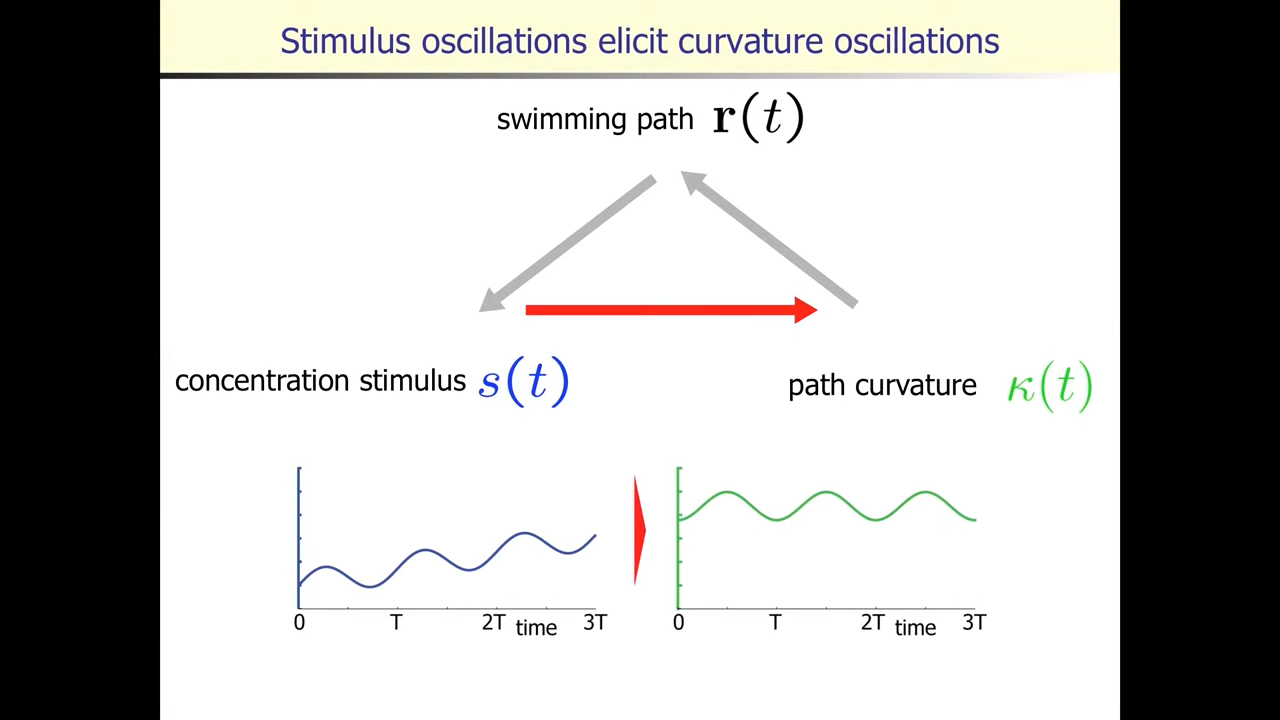 Stimulus oscillations elicit curvature oscillations
swimming path r(t)
concentration stimulus s(t)
path curvature κ(t)
0 T 2T time 3T
0 T 2T time 3T